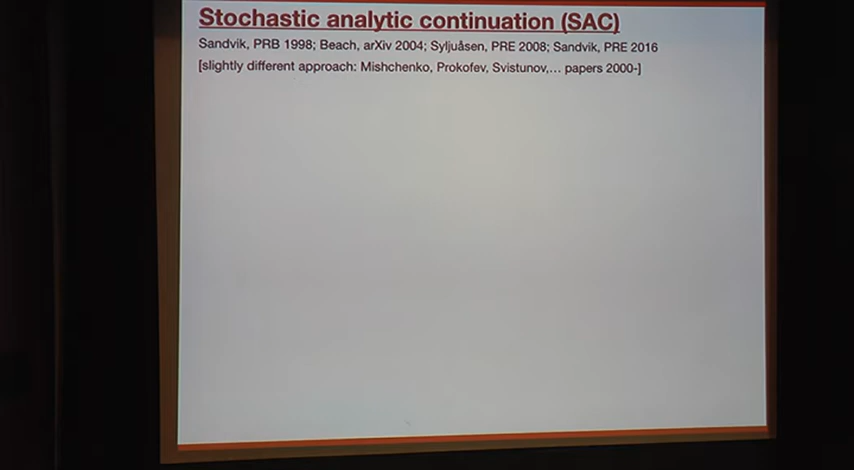 Stochastic analytic continuation (SAC)
Sandvik, PRB 1998; Beach, arXiv 2004; Syljuåsen, PRE 2008; Sandvik, PRE 2016
[slightly different approach: Mishchenko, Prokofev, Svistunov,... papers 2000-]